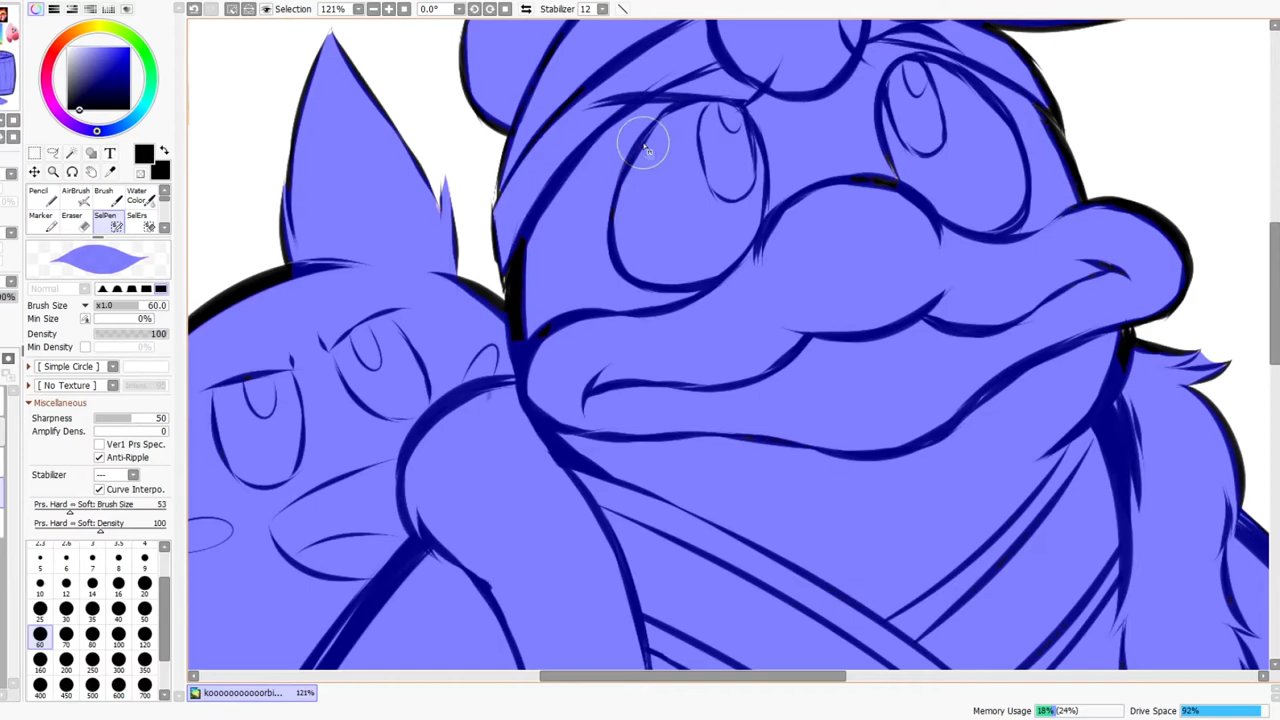 Selection 121% 0.0° Stabilizer 12
T
Pencil AirBrush Brush Water Color
Marker Eraser SelPen SelErs
Normal
Brush Size x1.0 60.0
Min Size 0%
Density 100
Min Density 0%
[ Simple Circle ]
[ No Texture ]
Miscellaneous
Sharpness 50
Amplify Dens. 0
Ver1 Prs Spec.
Anti-Ripple
Stabilizer —
Curve Interpo.
Prs. Hard ⇔ Soft: Brush Size 53
Prs. Hard ⇔ Soft: Density 100
2.3 2.6 3 3.5 4
5 6 7 8 9
10 12 14 16 20
25 30 35 40 50
60 70 80 100 120
160 200 250 300 350
400 450 500 600 700
kooooooooooorbi... 121%
Memory Usage 18% (24%) Drive Space 92%